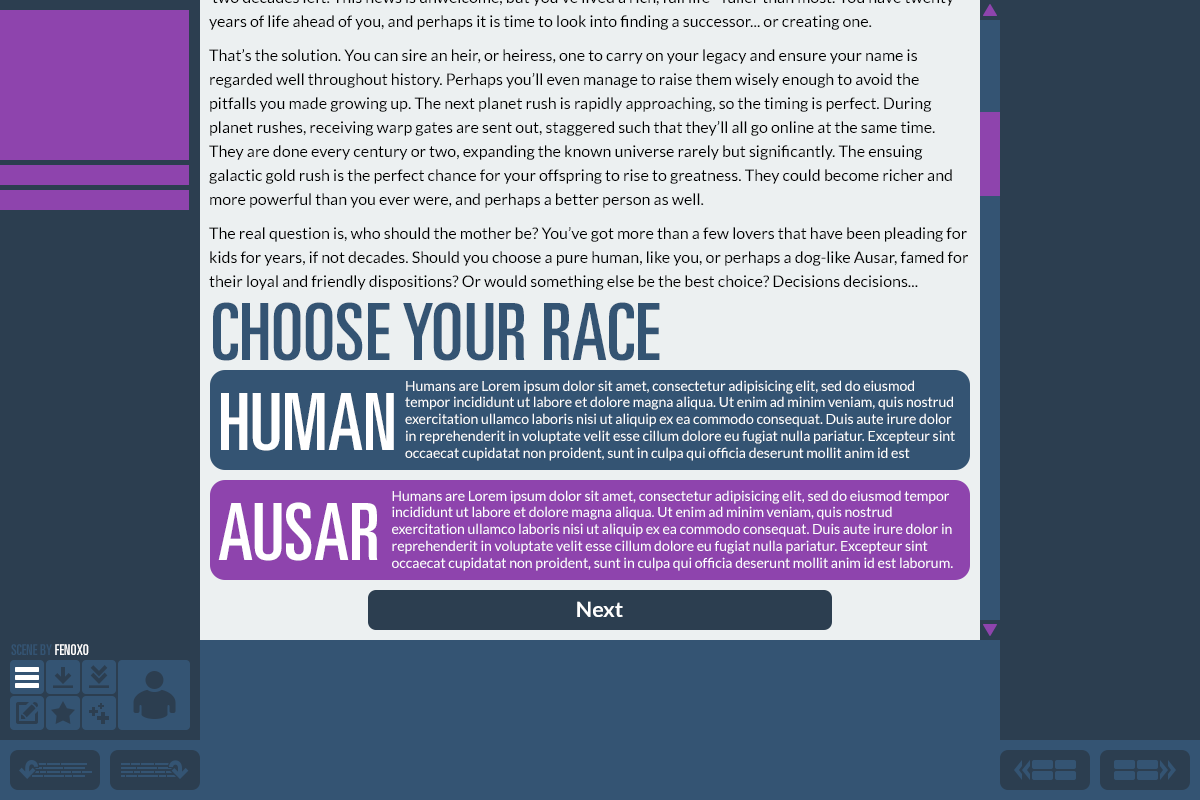 two decades left. This news is unwelcome, but you've lived a rich, full life
years of life ahead of you, and perhaps it is time to look into finding a successor... or creating one.
That's the solution. You can sire an heir, or heiress, one to carry on your legacy and ensure your name is
regarded well throughout history. Perhaps you'll even manage to raise them wisely enough to avoid the
pitfalls you made growing up. The next planet rush is rapidly approaching, so the timing is perfect. During
planet rushes, receiving warp gates are sent out, staggered such that they'll all go online at the same time.
They are done every century or two, expanding the known universe rarely but significantly. The ensuing
galactic gold rush is the perfect chance for your offspring to rise to greatness. They could become richer and
more powerful than you ever were, and perhaps a better person as well.
The real question is, who should the mother be? You've got more than a few lovers that have been pleading for
kids for years, if not decades. Should you choose a pure human, like you, or perhaps a dog-like Ausar, famed for
their loyal and friendly dispositions? Or would something else be the best choice? Decisions decisions...
CHOOSE YOUR RACE
HUMAN
Humans are Lorem ipsum dolor sit amet, consectetur adipisicing elit, sed do eiusmod
tempor incididunt ut labore et dolore magna aliqua. Ut enim ad minim veniam, quis nostrud
exercitation ullamco laboris nisi ut aliquip ex ea commodo consequat. Duis aute irure dolor
in reprehenderit in voluptate velit esse cillum dolore eu fugiat nulla pariatur. Excepteur sint
occaecat cupidatat non proident, sunt in culpa qui officia deserunt mollit anim id est
AUSAR
Humans are Lorem ipsum dolor sit amet, consectetur adipisicing elit, sed do eiusmod tempor
incididunt ut labore et dolore magna aliqua. Ut enim ad minim veniam, quis nostrud
exercitation ullamco laboris nisi ut aliquip ex ea commodo consequat. Duis aute irure dolor in
reprehenderit in voluptate velit esse cillum dolore eu fugiat nulla pariatur. Excepteur sint
occaecat cupidatat non proident, sunt in culpa qui officia deserunt mollit anim id est laborum.
Next
SCENE BY FENOXO